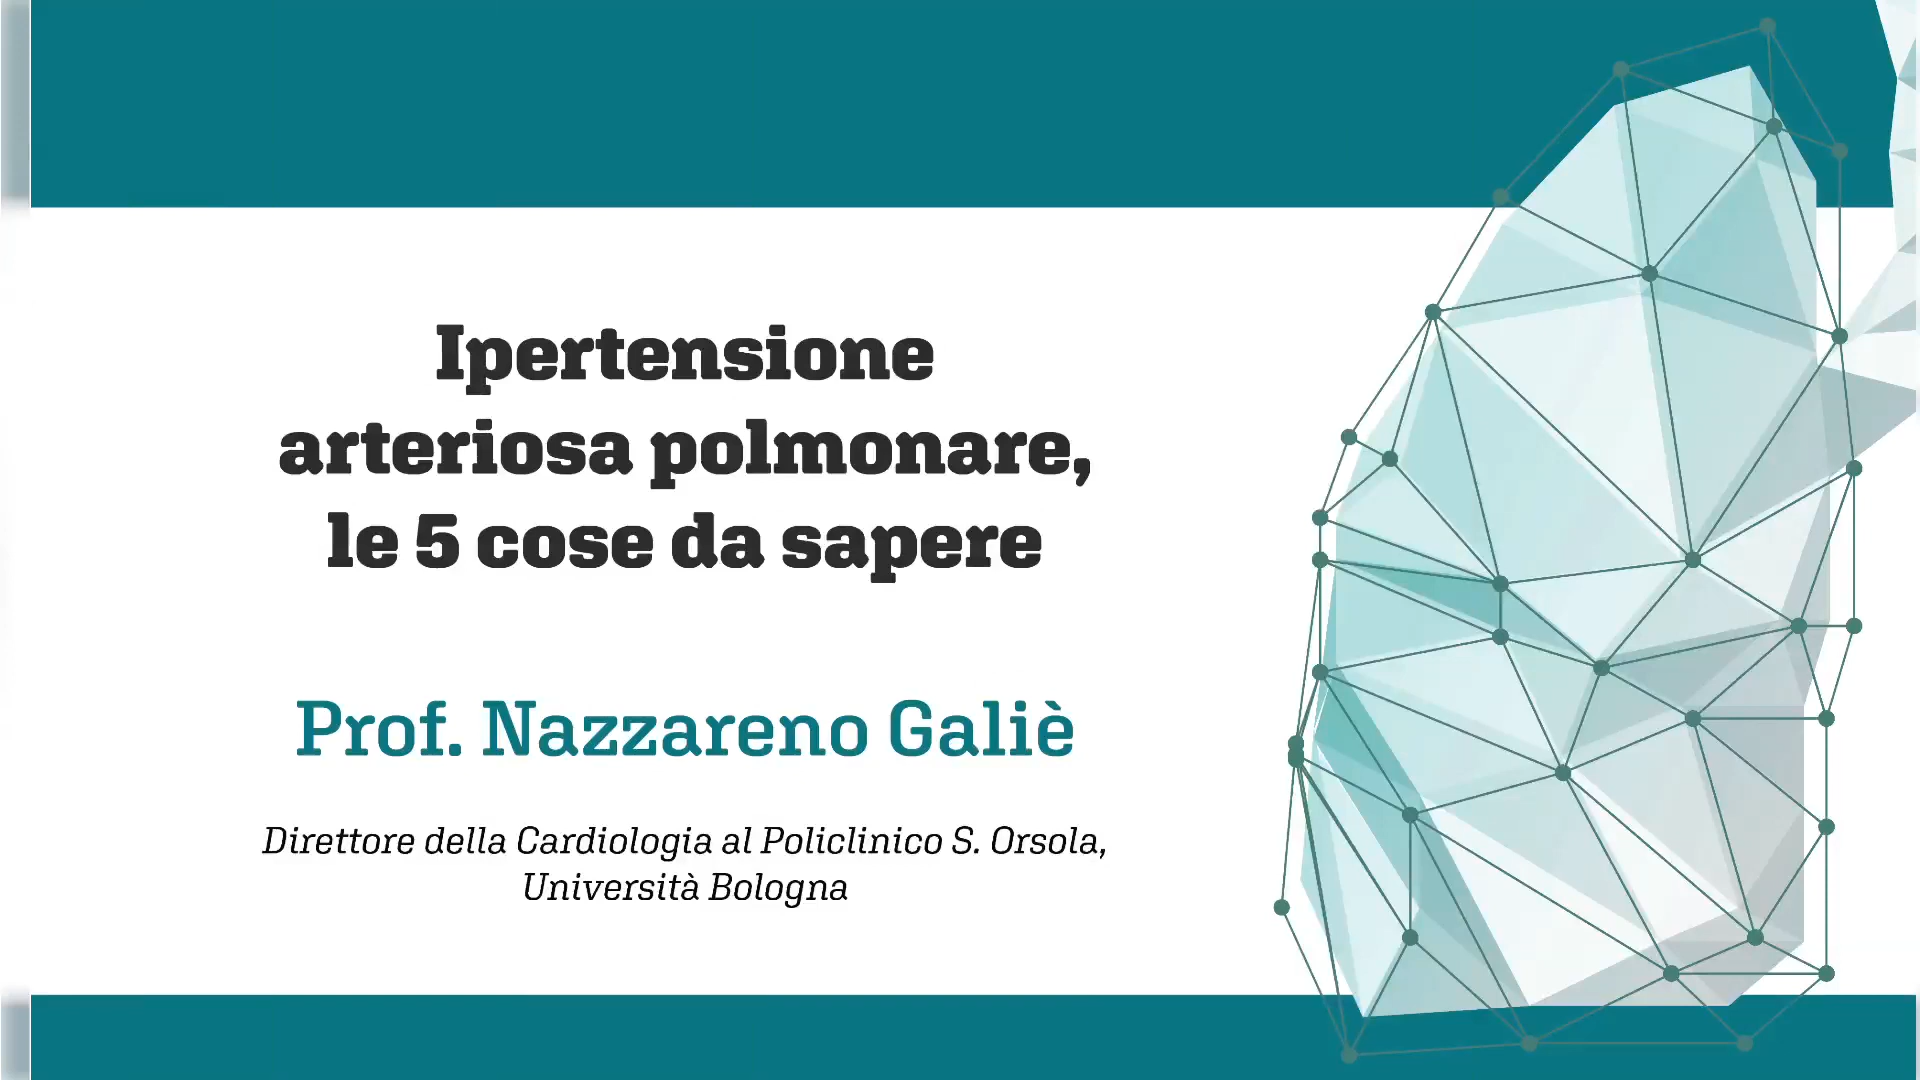 Ipertensione
arteriosa polmonare,
le 5 cose da sapere
Prof. Nazzareno Galiè
Direttore della Cardiologia al Policlinico S. Orsola,
Università Bologna